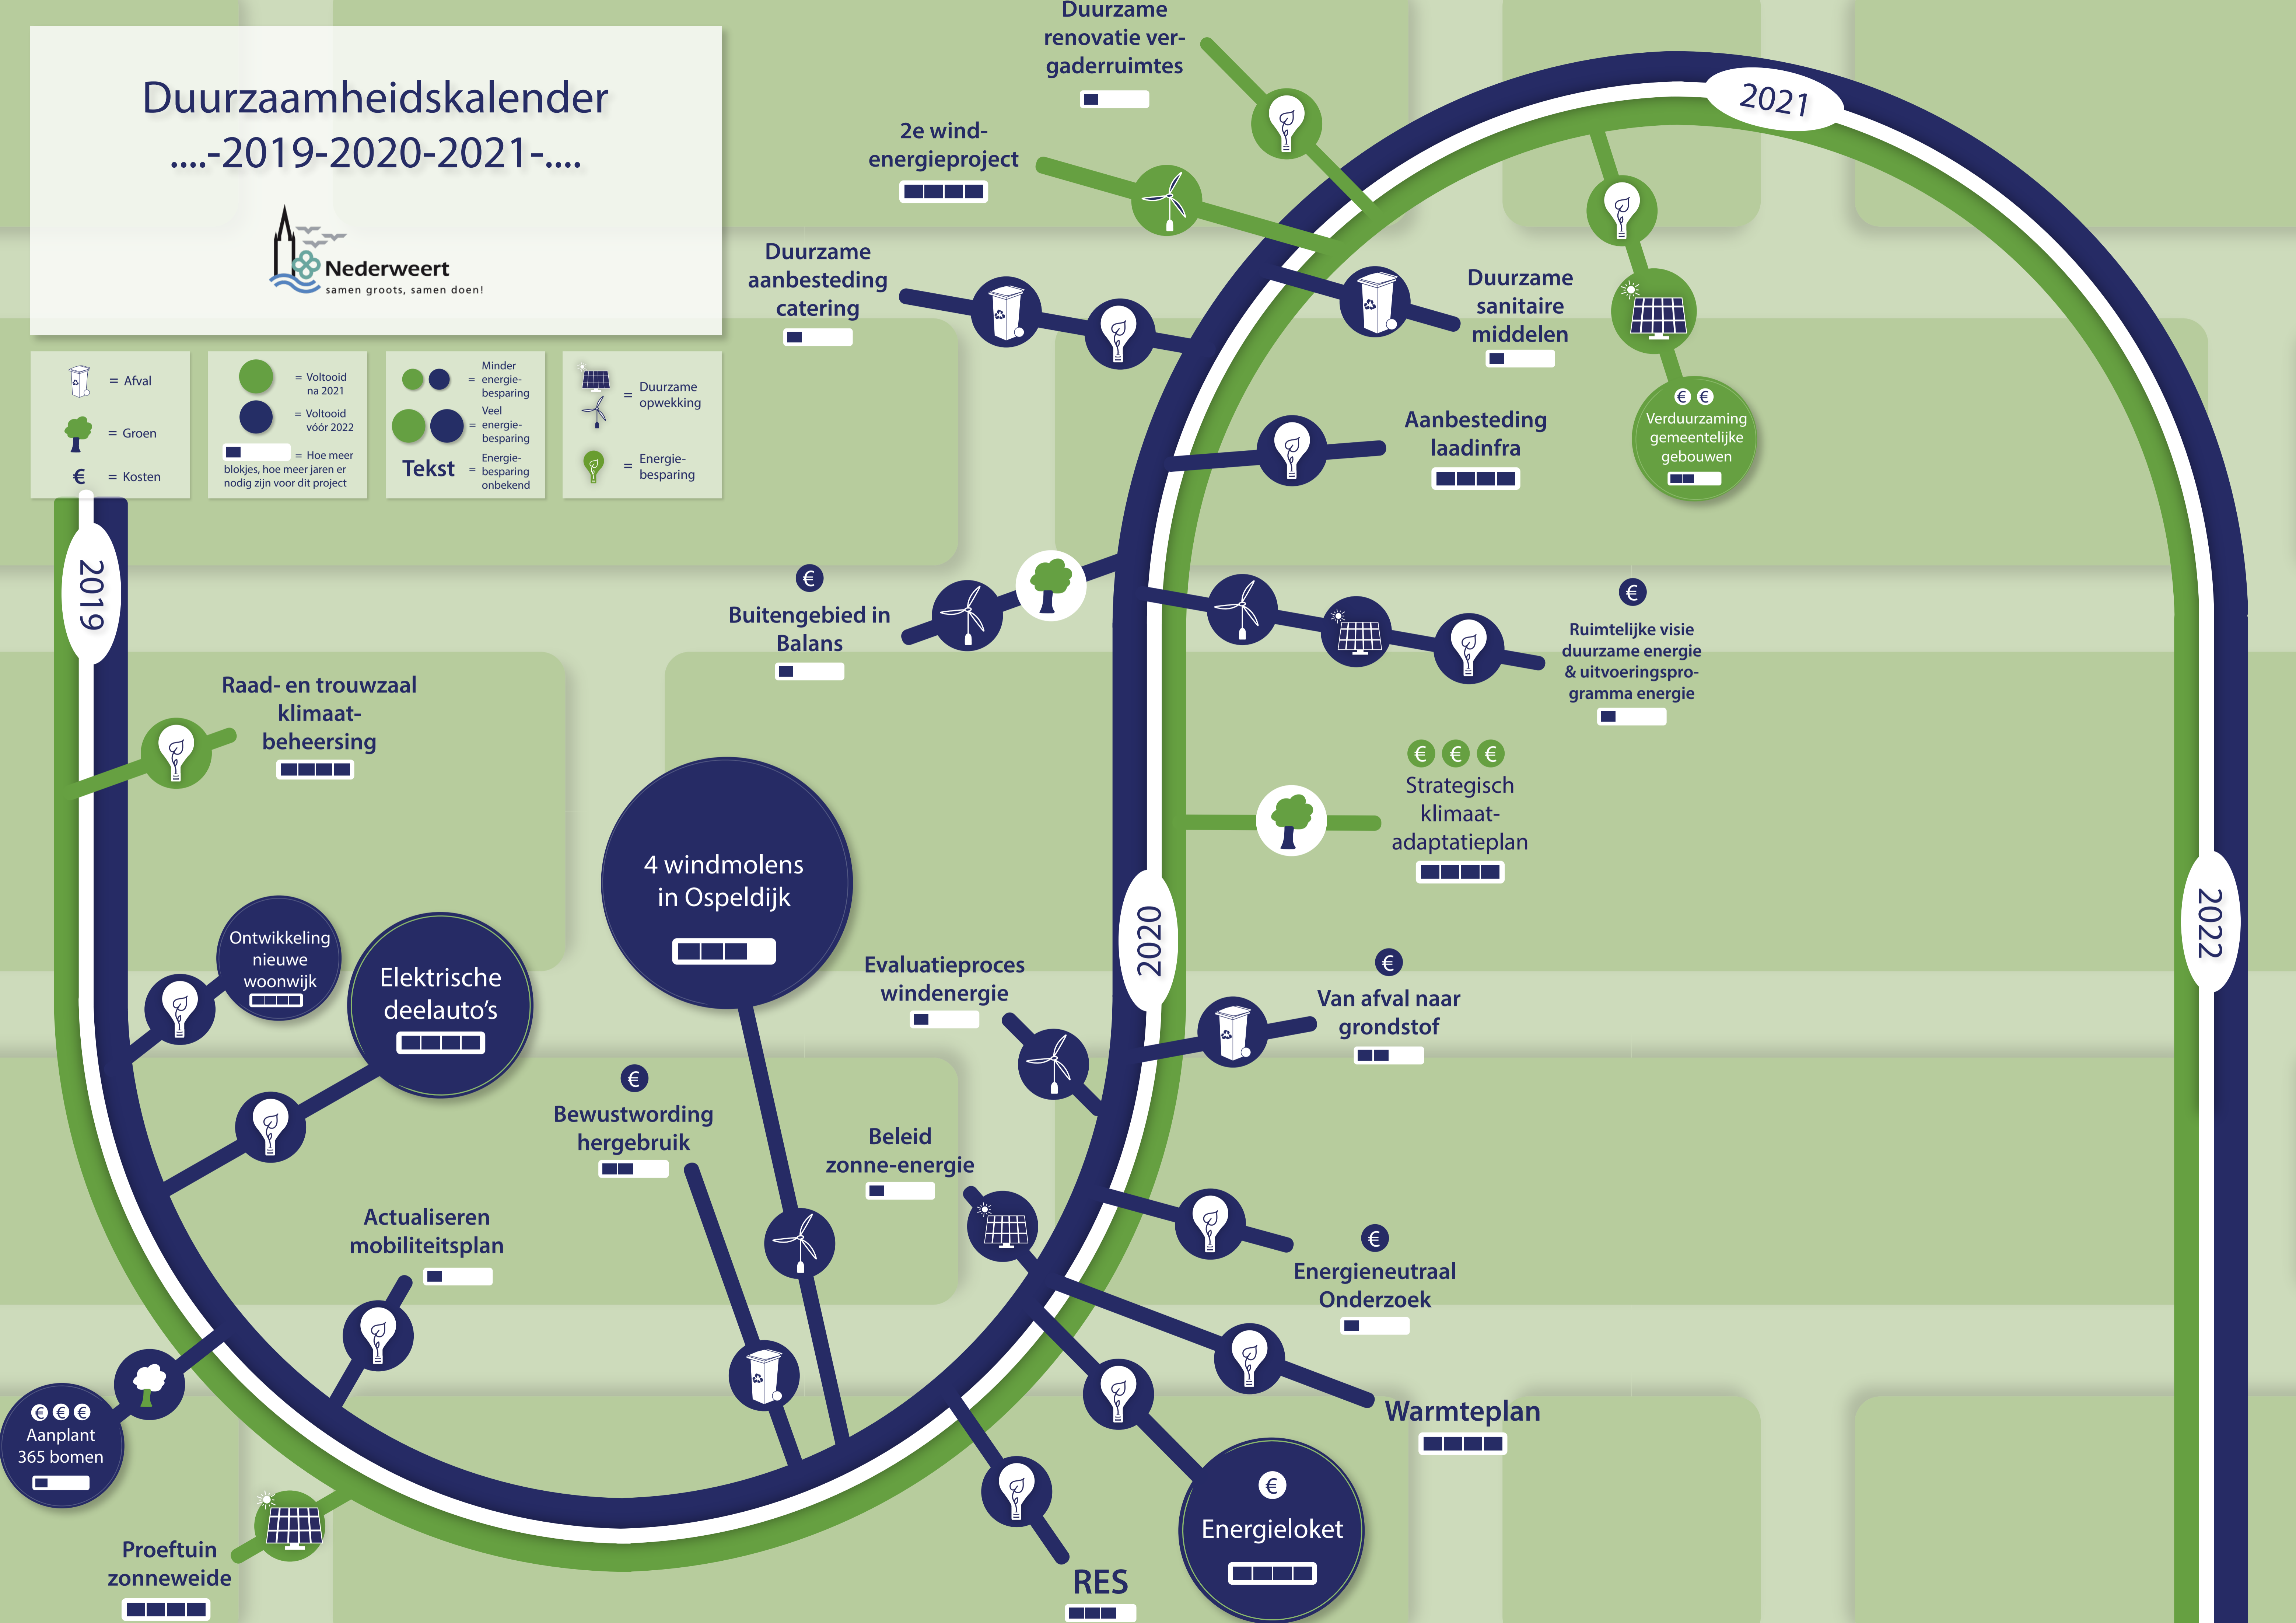 Duurzaamheidskalender
....-2019-2020-2021-....
Nederweert
samen groots, samen doen!
= Afval
= Groen
€ = Kosten
= Voltooid
na 2021
= Voltooid
vóór 2022
= Hoe meer
blokjes, hoe meer jaren er
nodig zijn voor dit project
Minder
= energie-
besparing
Veel
= energie-
besparing
Tekst
Energie-
= besparing
onbekend
= Duurzame
opwekking
= Energie-
besparing
2019
Raad- en trouwzaal
klimaat-
beheersing
Ontwikkeling
nieuwe
woonwijk
Elektrische
deelauto’s
Actualiseren
mobiliteitsplan
€ € €
Aanplant
365 bomen
Proeftuin
zonneweide
€
Bewustwording
hergebruik
4 windmolens
in Ospeldijk
RES
€
Energieloket
Beleid
zonne-energie
Warmteplan
€
Energieneutraal
Onderzoek
Evaluatieproces
windenergie
€
Van afval naar
grondstof
2020
€ € €
Strategisch
klimaat-
adaptatieplan
€
Ruimtelijke visie
duurzame energie
& uitvoeringspro-
gramma energie
€
Buitengebied in
Balans
Aanbesteding
laadinfra
Duurzame
aanbesteding
catering
Duurzame
sanitaire
middelen
2e wind-
energieproject
Duurzame
renovatie ver-
gaderruimtes
€ €
Verduurzaming
gemeentelijke
gebouwen
2021
2022